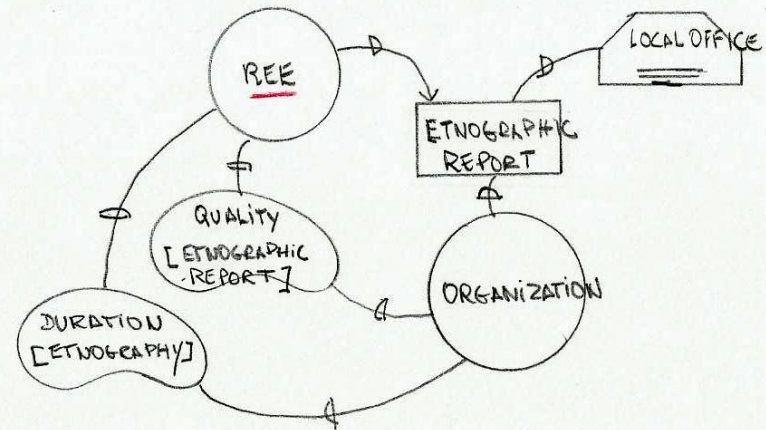 REE
LOCAL OFFICE
ETNOGRAPHIC
REPORT
QUALITY
[ETNOGRAPHIC
REPORT]
ORGANIZATION
DURATION
[ETNOGRAPHY]